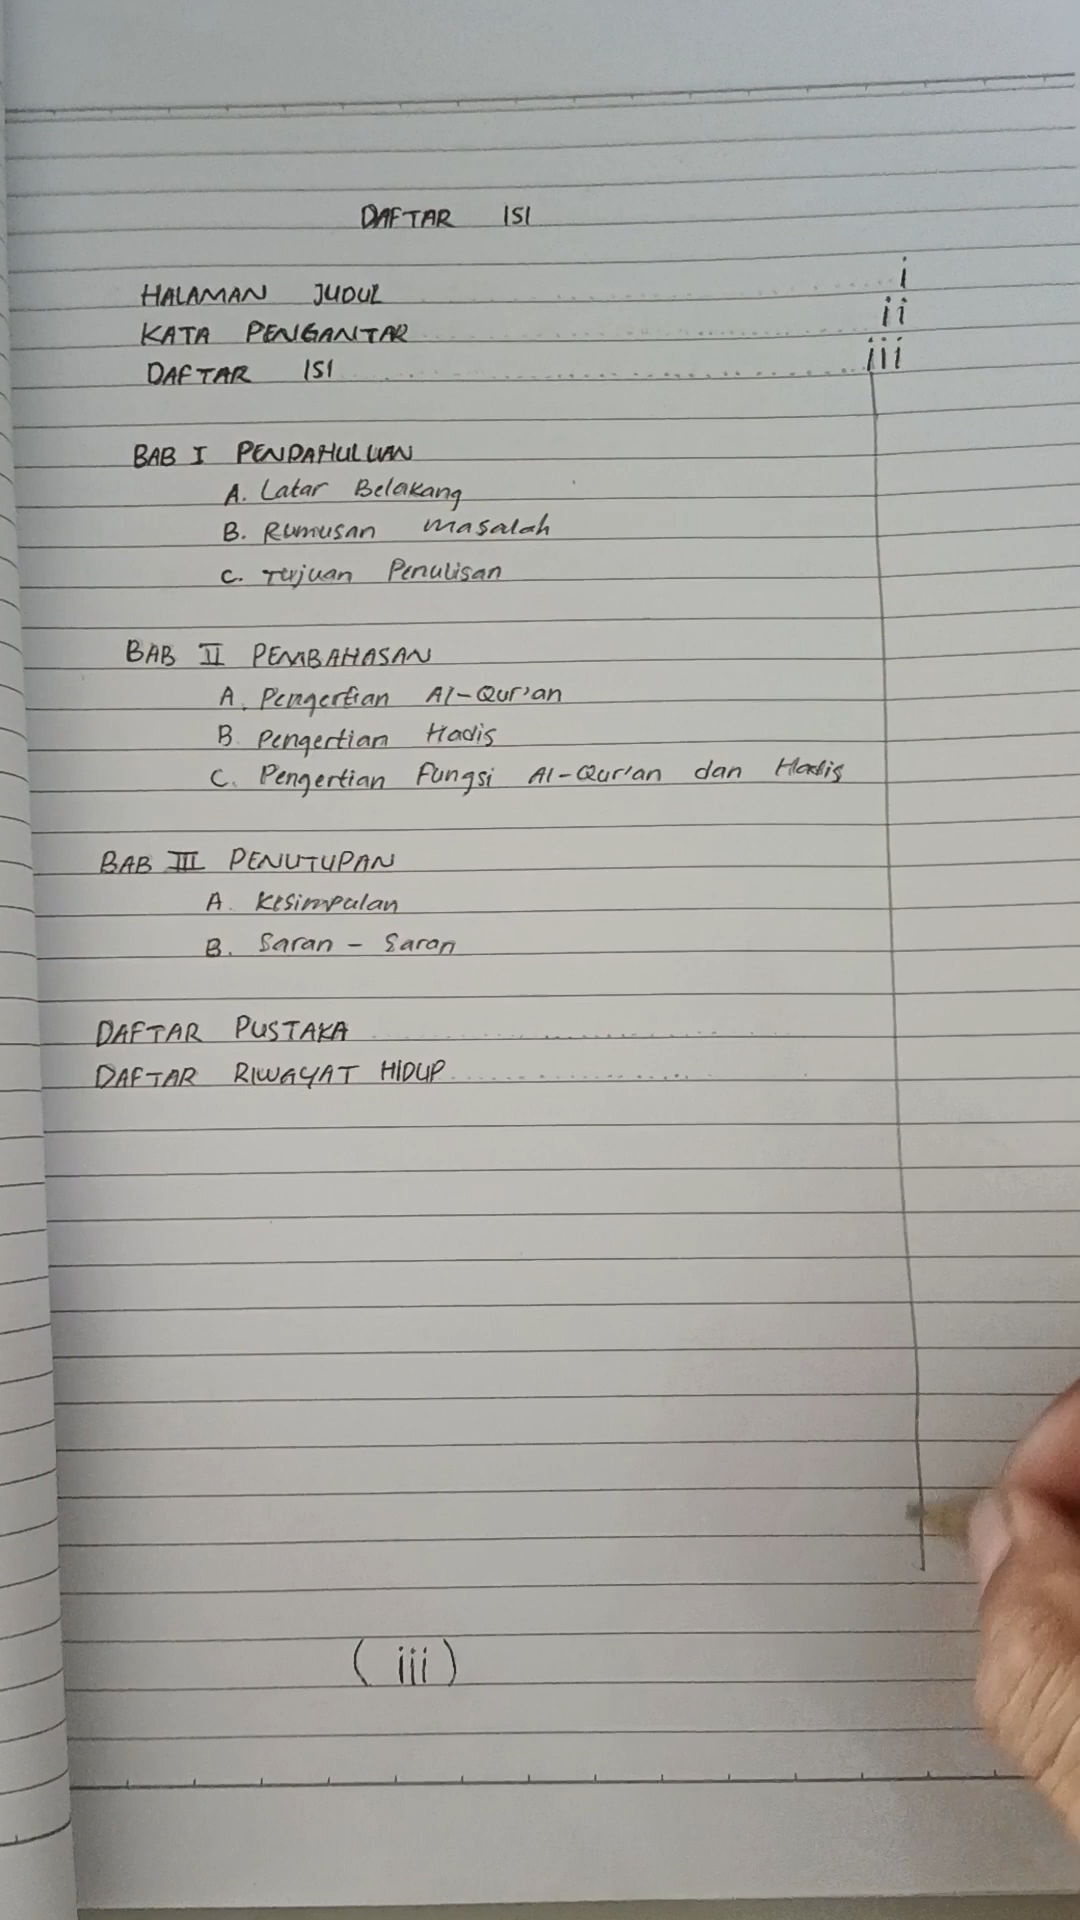 DAFTAR ISI
HALAMAN JUDUL .................... i
KATA PENGANTAR .................... ii
DAFTAR ISI .................... iii
BAB I PENDAHULUAN
A. Latar Belakang
B. Rumusan Masalah
C. Tujuan Penulisan
BAB II PEMBAHASAN
A. Pengertian Al-Qur'an
B. Pengertian Hadis
C. Pengertian Fungsi Al-Qur'an dan Hadis
BAB III PENUTUPAN
A. Kesimpulan
B. Saran - Saran
DAFTAR PUSTAKA ....................
DAFTAR RIWAYAT HIDUP ....................
( iii )